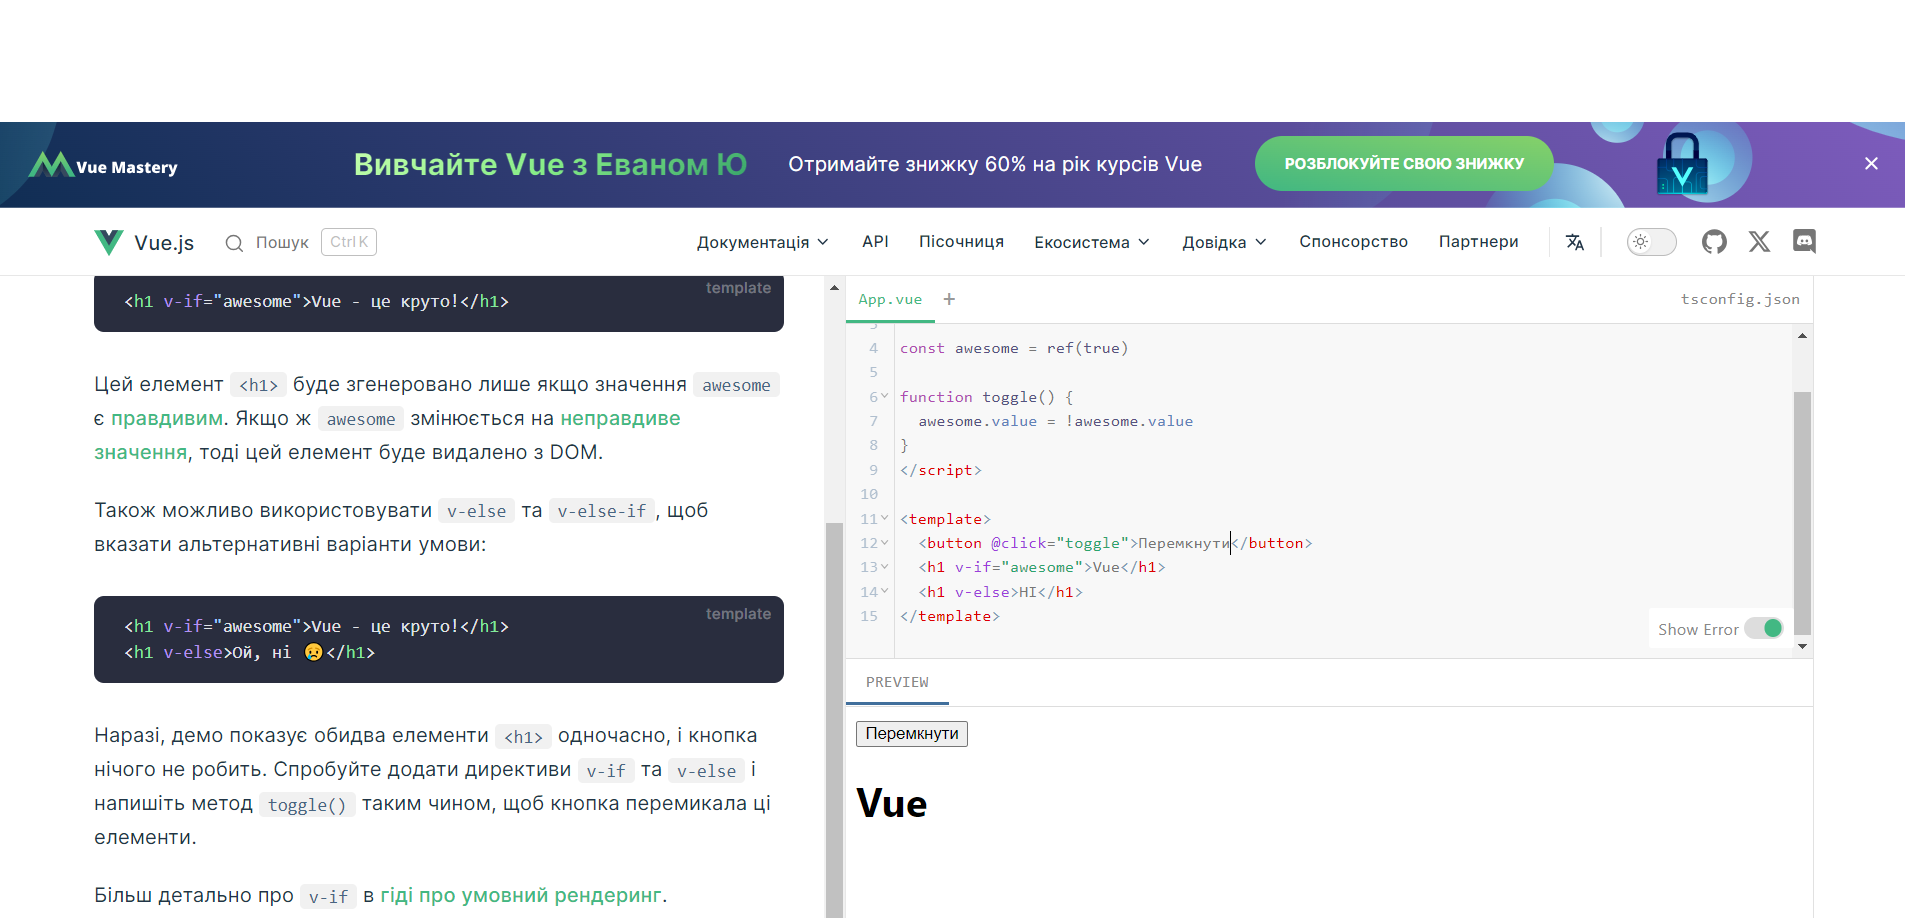 Vue Mastery
Вивчайте Vue з Еваном Ю
Отримайте знижку 60% на рік курсів Vue
РОЗБЛОКУЙТЕ СВОЮ ЗНИЖКУ
Vue.js
Пошук
Ctrl K
Документація
API
Пісочниця
Екосистема
Довідка
Спонсорство
Партнери
template
<h1 v-if="awesome">Vue - це круто!</h1>
Цей елемент <h1> буде згенеровано лише якщо значення awesome
є правдивим. Якщо ж awesome змінюється на неправдиве
значення, тоді цей елемент буде видалено з DOM.
Також можливо використовувати v-else та v-else-if, щоб
вказати альтернативні варіанти умови:
template
<h1 v-if="awesome">Vue - це круто!</h1>
<h1 v-else>Ой, ні 😢</h1>
Наразі, демо показує обидва елементи <h1> одночасно, і кнопка
нічого не робить. Спробуйте додати директиви v-if та v-else і
напишіть метод toggle() таким чином, щоб кнопка перемикала ці
елементи.
Більш детально про v-if в гіді про умовний рендеринг.
App.vue +
tsconfig.json
3
4 const awesome = ref(true)
5
6 function toggle() {
7 awesome.value = !awesome.value
8 }
9 </script>
10
11 <template>
12 <button @click="toggle">Перемкнути</button>
13 <h1 v-if="awesome">Vue</h1>
14 <h1 v-else>НІ</h1>
15 </template>
Show Error
PREVIEW
Перемкнути
Vue